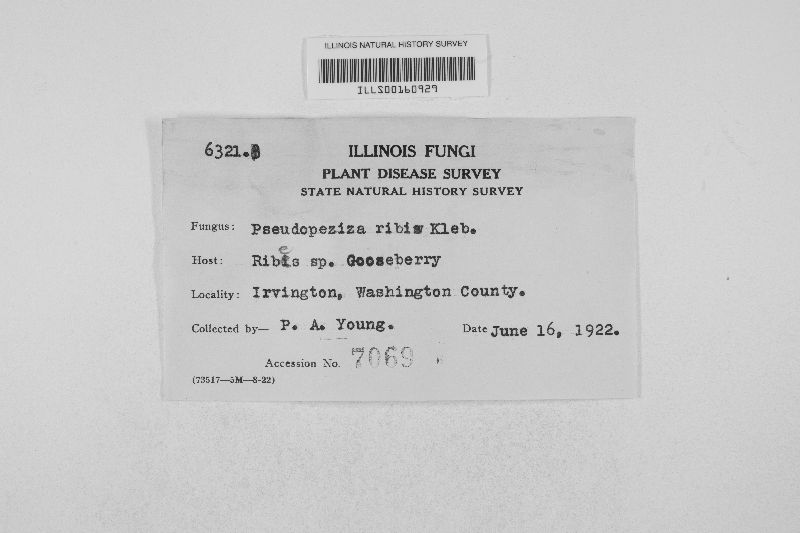 ILLINOIS NATURAL HISTORY SURVEY
ILLS00160929
6321.
ILLINOIS FUNGI
PLANT DISEASE SURVEY
STATE NATURAL HISTORY SURVEY
Fungus: Pseudopeziza ribis Kleb.
Host: Ribes sp. Gooseberry
Locality: Irvington, Washington County.
Collected by— P. A. Young. Date June 16, 1922.
Accession No. 7069
(73517—5M—8-22)